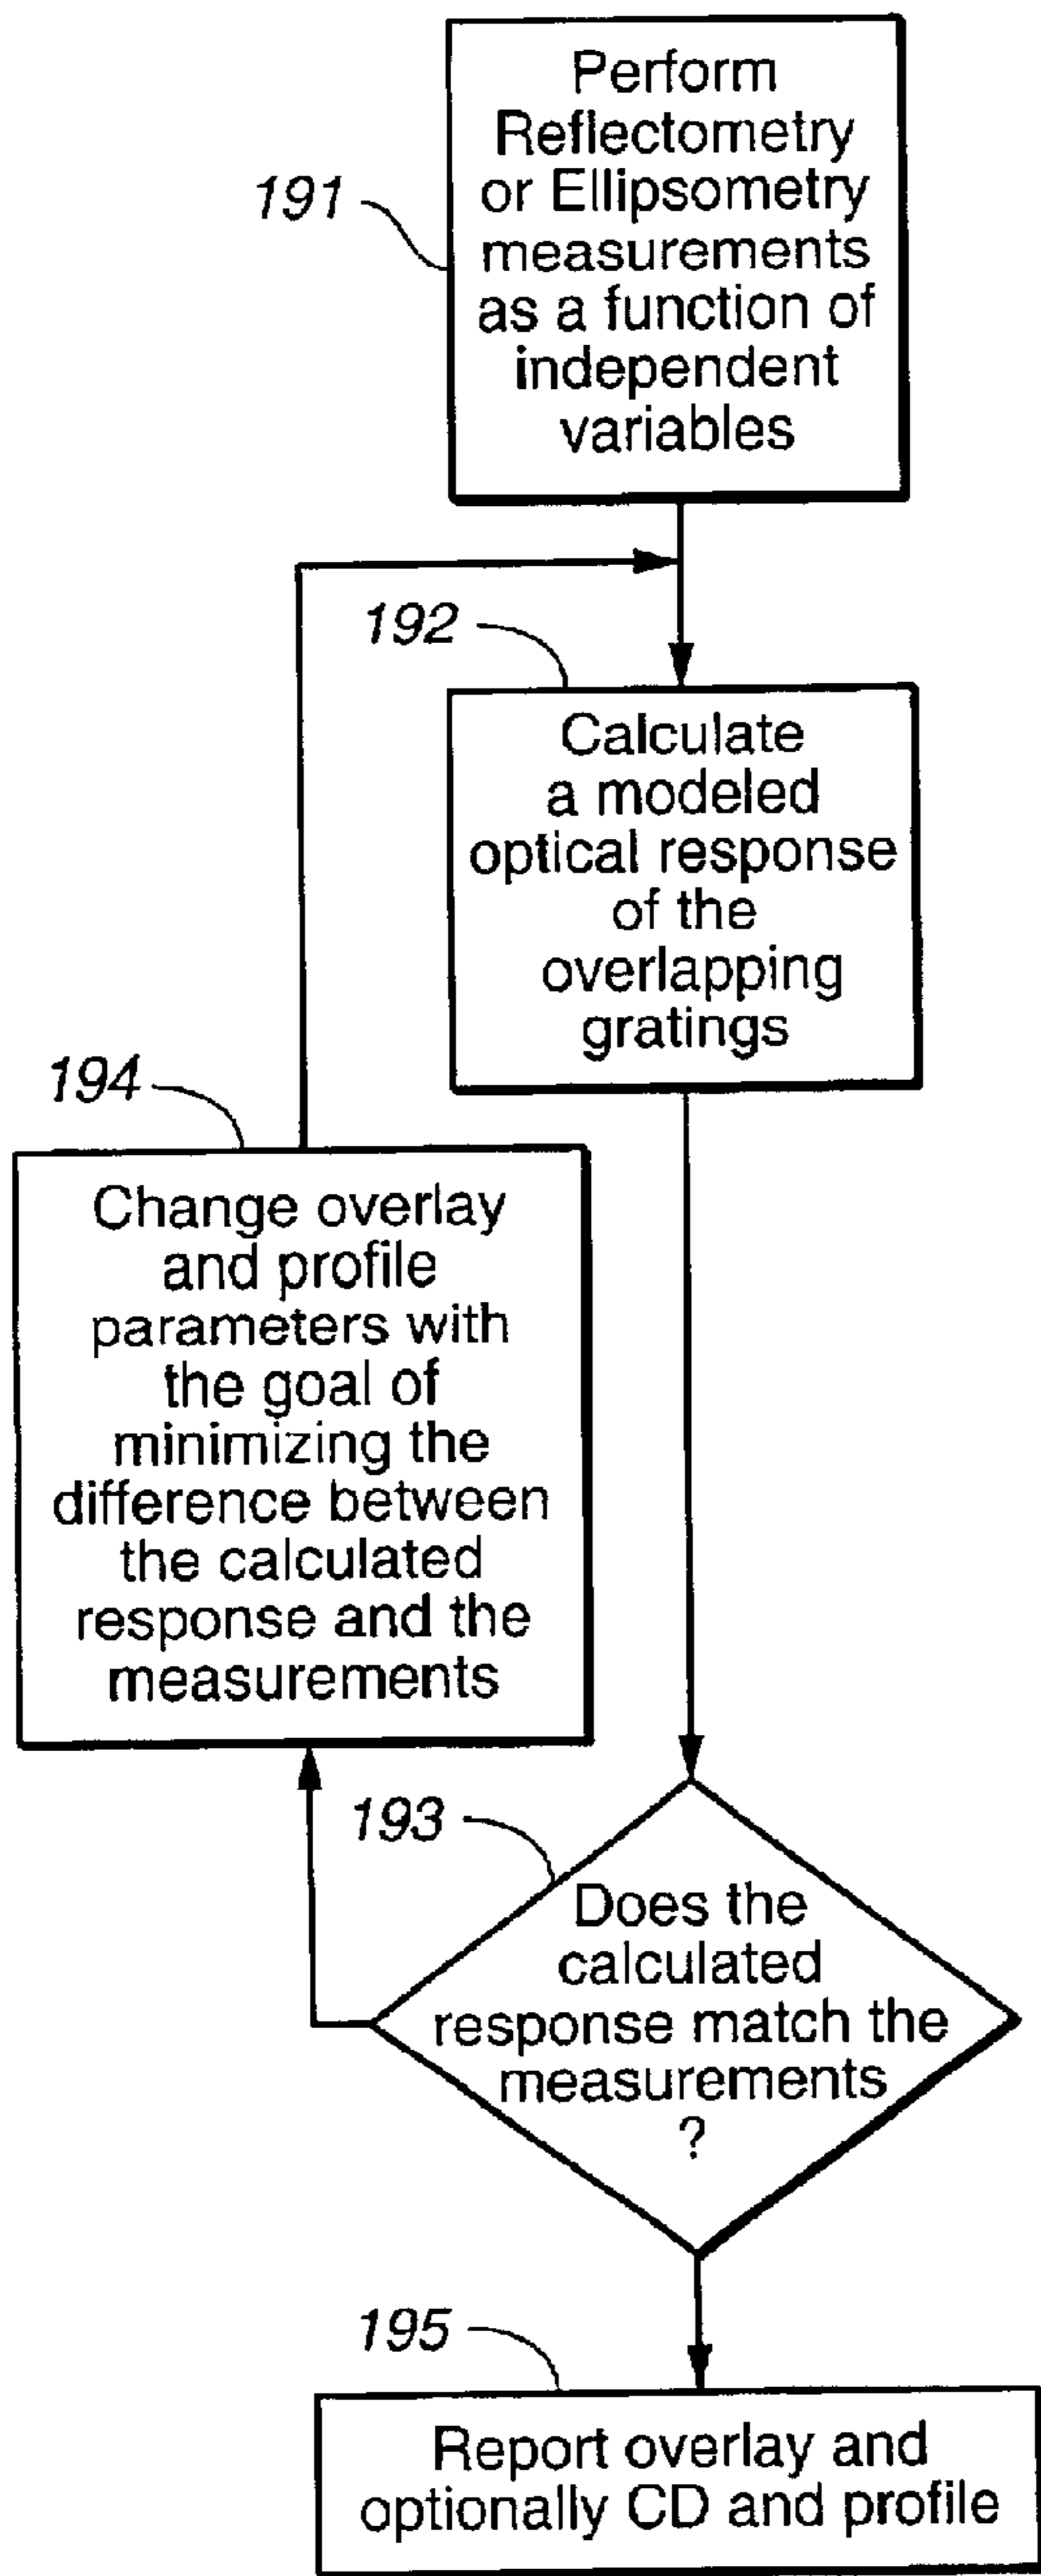 Perform
Reflectometry
or Ellipsometry
measurements
as a function of
independent
variables
191
192
Calculate
a modeled
optical response
of the
overlapping
gratings
194
Change overlay
and profile
parameters with
the goal of
minimizing the
difference between
the calculated
response and the
measurements
193
Does the
calculated
response match the
measurements
?
195
Report overlay and
optionally CD and profile